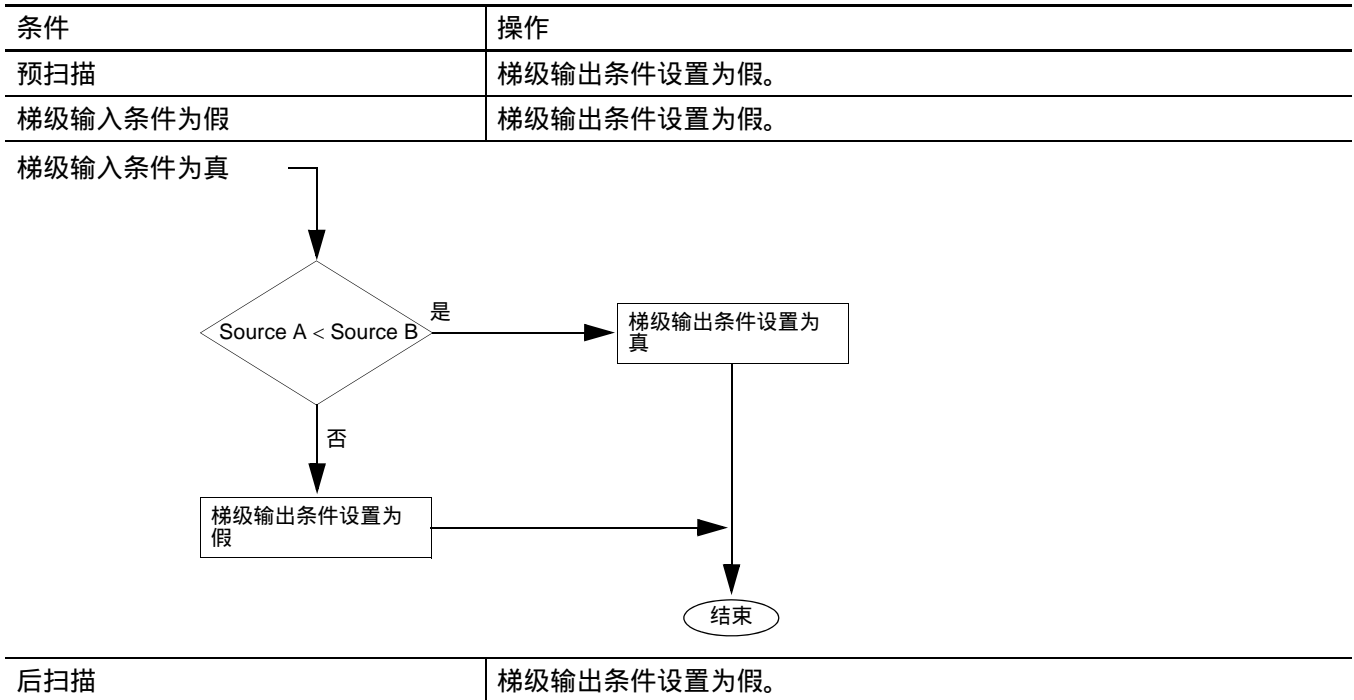 条件 操作
预扫描 梯级输出条件设置为假。
梯级输入条件为假 梯级输出条件设置为假。
梯级输入条件为真
Source A < Source B
是
梯级输出条件设置为
真
否
梯级输出条件设置为
假
结束
后扫描 梯级输出条件设置为假。